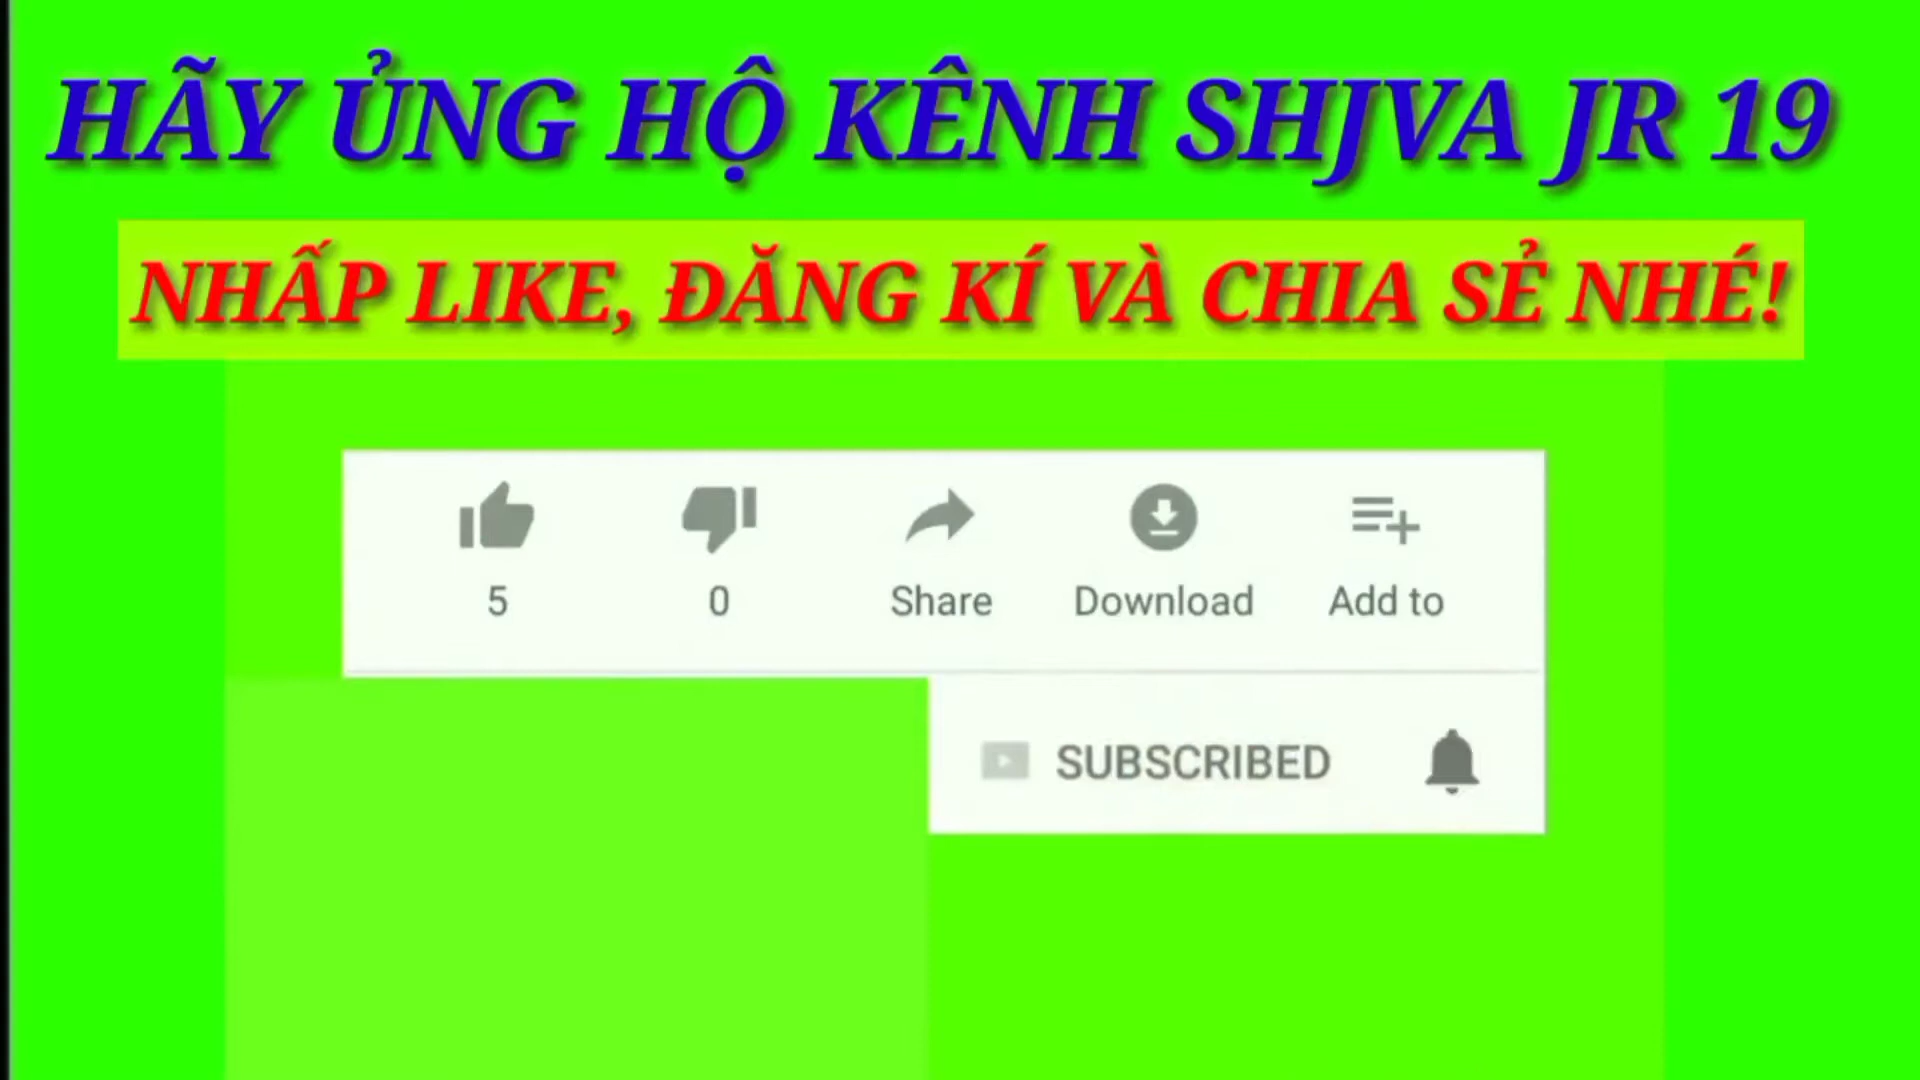 HÃY ỦNG HỘ KÊNH SHJVA JR 19
NHẤP LIKE, ĐĂNG KÍ VÀ CHIA SẺ NHÉ!
5 0 Share Download Add to
SUBSCRIBED